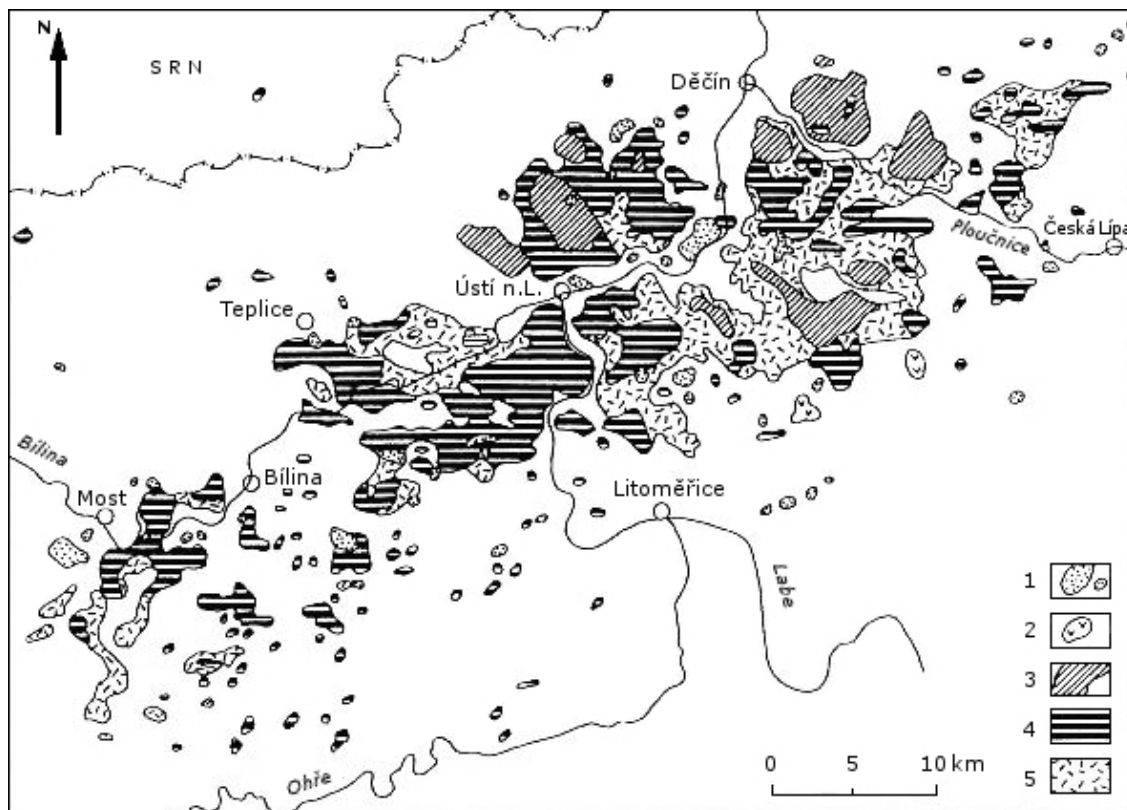 N
SRN
Děčín
Ploučnice
Česká Lípa
Ústí n.L.
Teplice
Bílina
Bílina
Most
Litoměřice
Labe
Ohře
1
2
3
4
5
0 5 10 km